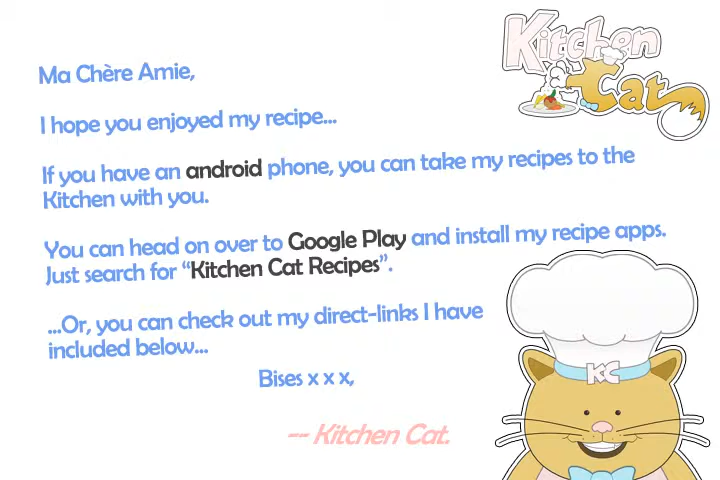 Kitchen
Cat
Ma Chère Amie,
I hope you enjoyed my recipe...
If you have an android phone, you can take my recipes to the
Kitchen with you.
You can head on over to Google Play and install my recipe apps.
Just search for “Kitchen Cat Recipes”.
...Or, you can check out my direct-links I have
included below...
Bises x x x,
-- Kitchen Cat.
KC